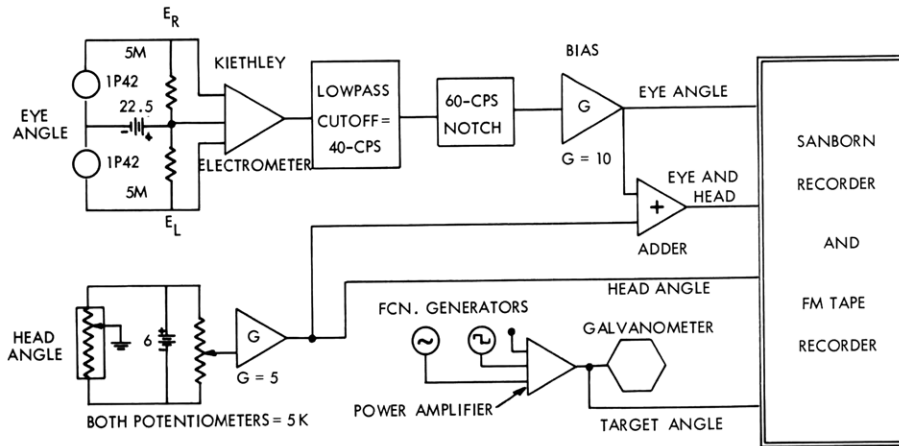 E_R
5M
1P42
22.5
EYE
ANGLE
- +
1P42
5M
E_L
KIETHLEY
ELECTROMETER
LOWPASS
CUTOFF=
40-CPS
60-CPS
NOTCH
BIAS
G
G = 10
EYE ANGLE
EYE AND
HEAD
+
ADDER
HEAD ANGLE
SANBORN
RECORDER
AND
FM TAPE
RECORDER
HEAD
ANGLE
6
+
-
G
G = 5
BOTH POTENTIOMETERS = 5K
FCN. GENERATORS
GALVANOMETER
POWER AMPLIFIER
TARGET ANGLE